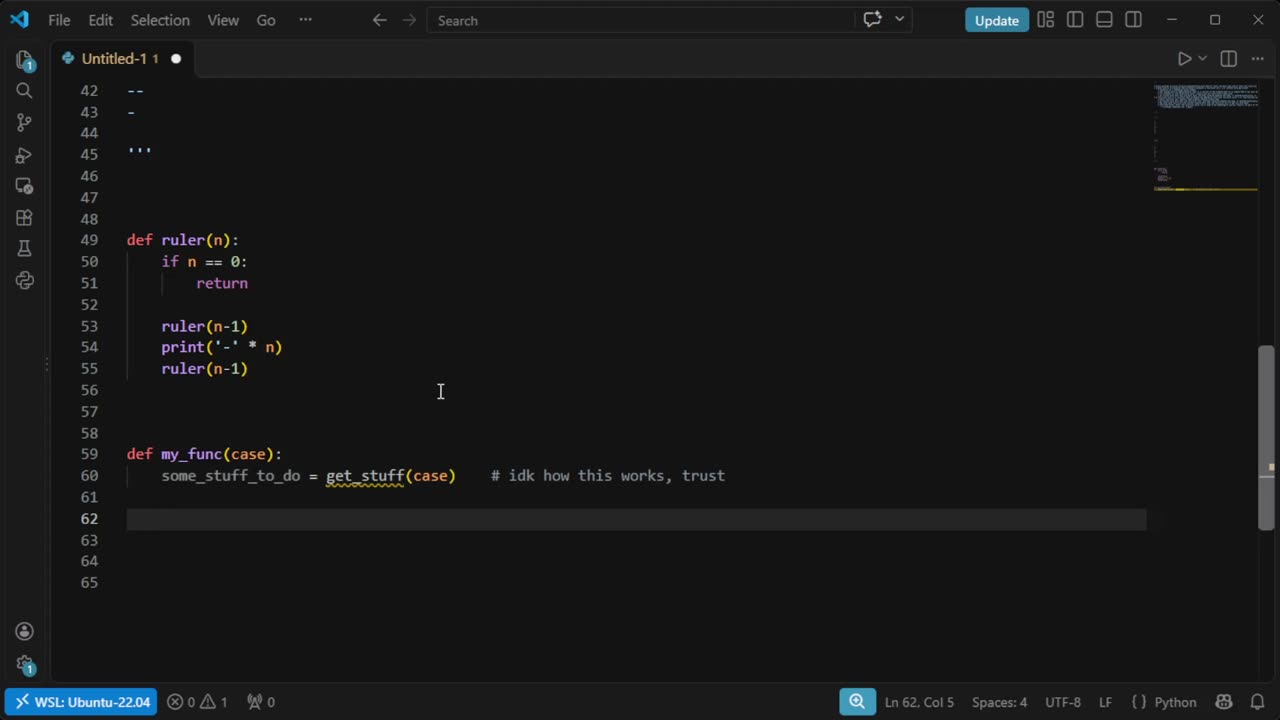 File Edit Selection View Go ··· Search Update
Untitled-1 1
42 --
43 -
44
45 '''
46
47
48
49 def ruler(n):
50 if n == 0:
51 return
52
53 ruler(n-1)
54 print('-' * n)
55 ruler(n-1)
56
57
58
59 def my_func(case):
60 some_stuff_to_do = get_stuff(case) # idk how this works, trust
61
62
63
64
65
WSL: Ubuntu-22.04 0 1 0 Ln 62, Col 5 Spaces: 4 UTF-8 LF { } Python